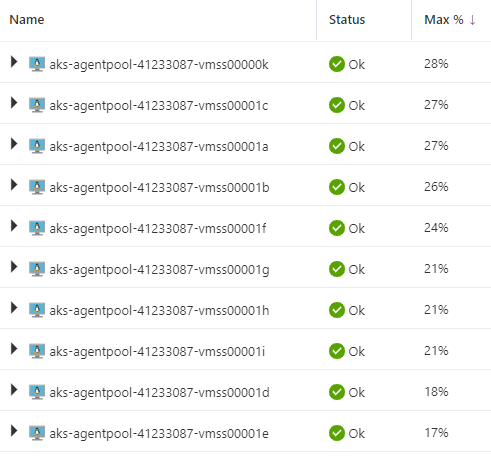 Name Status Max % ↓
aks-agentpool-41233087-vmss00000k Ok 28%
aks-agentpool-41233087-vmss00001c Ok 27%
aks-agentpool-41233087-vmss00001a Ok 27%
aks-agentpool-41233087-vmss00001b Ok 26%
aks-agentpool-41233087-vmss00001f Ok 24%
aks-agentpool-41233087-vmss00001g Ok 21%
aks-agentpool-41233087-vmss00001h Ok 21%
aks-agentpool-41233087-vmss00001i Ok 21%
aks-agentpool-41233087-vmss00001d Ok 18%
aks-agentpool-41233087-vmss00001e Ok 17%